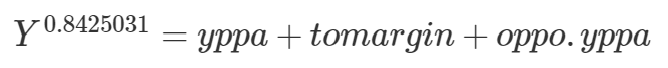 Y^0.8425031 = yppa + tomargin + oppo.yppa